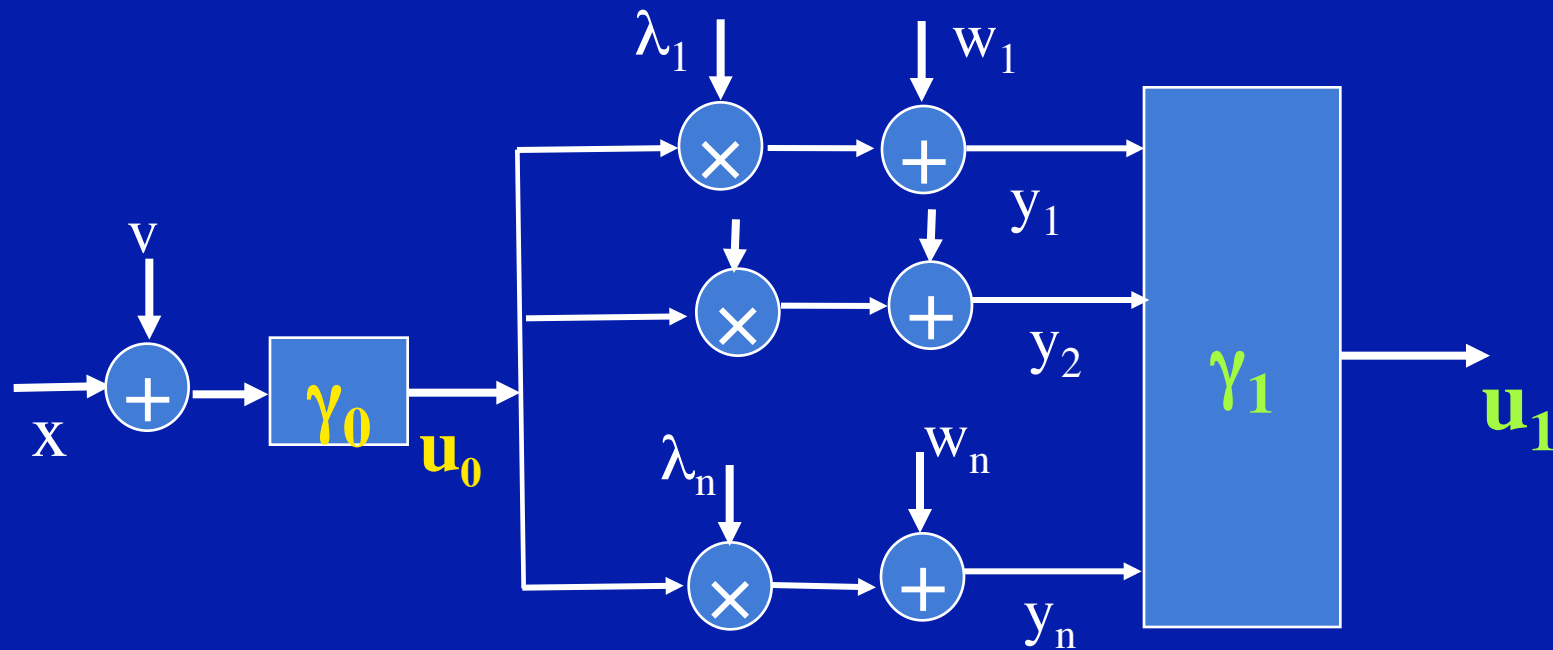 λ₁
w₁
×
+
y₁
v
×
+
y₂
+
x
γ₀
u₀
γ₁
u₁
λₙ
wₙ
×
+
yₙ